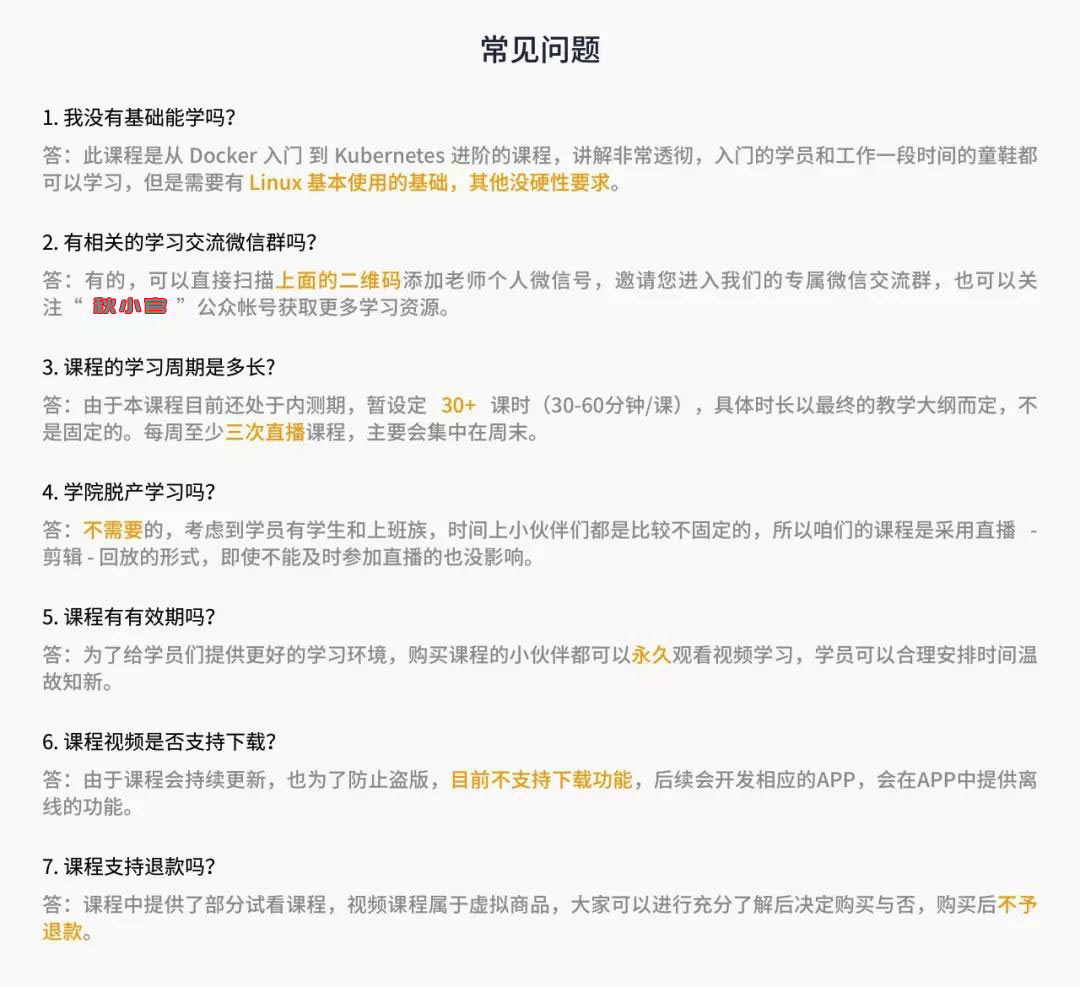 常见问题
1. 我没有基础能学吗？
答：此课程是从 Docker 入门 到 Kubernetes 进阶的课程，讲解非常透彻，入门的学员和工作一段时间的童鞋都
可以学习，但是需要有 Linux 基本使用的基础，其他没硬性要求。
2. 有相关的学习交流微信群吗？
答：有的，可以直接扫描上面的二维码添加老师个人微信号，邀请您进入我们的专属微信交流群，也可以关
注“ 秋小官 ”公众帐号获取更多学习资源。
3. 课程的学习周期是多长?
答：由于本课程目前还处于内测期，暂设定 30+ 课时（30-60分钟/课），具体时长以最终的教学大纲而定，不
是固定的。每周至少三次直播课程，主要会集中在周末。
4. 学院脱产学习吗？
答：不需要的，考虑到学员有学生和上班族，时间上小伙伴们都是比较不固定的，所以咱们的课程是采用直播 -
剪辑 - 回放的形式，即使不能及时参加直播的也没影响。
5. 课程有有效期吗？
答：为了给学员们提供更好的学习环境，购买课程的小伙伴都可以永久观看视频学习，学员可以合理安排时间温
故知新。
6. 课程视频是否支持下载？
答：由于课程会持续更新，也为了防止盗版，目前不支持下载功能，后续会开发相应的APP，会在APP中提供离
线的功能。
7. 课程支持退款吗？
答：课程中提供了部分试看课程，视频课程属于虚拟商品，大家可以进行充分了解后决定购买与否，购买后不予
退款。